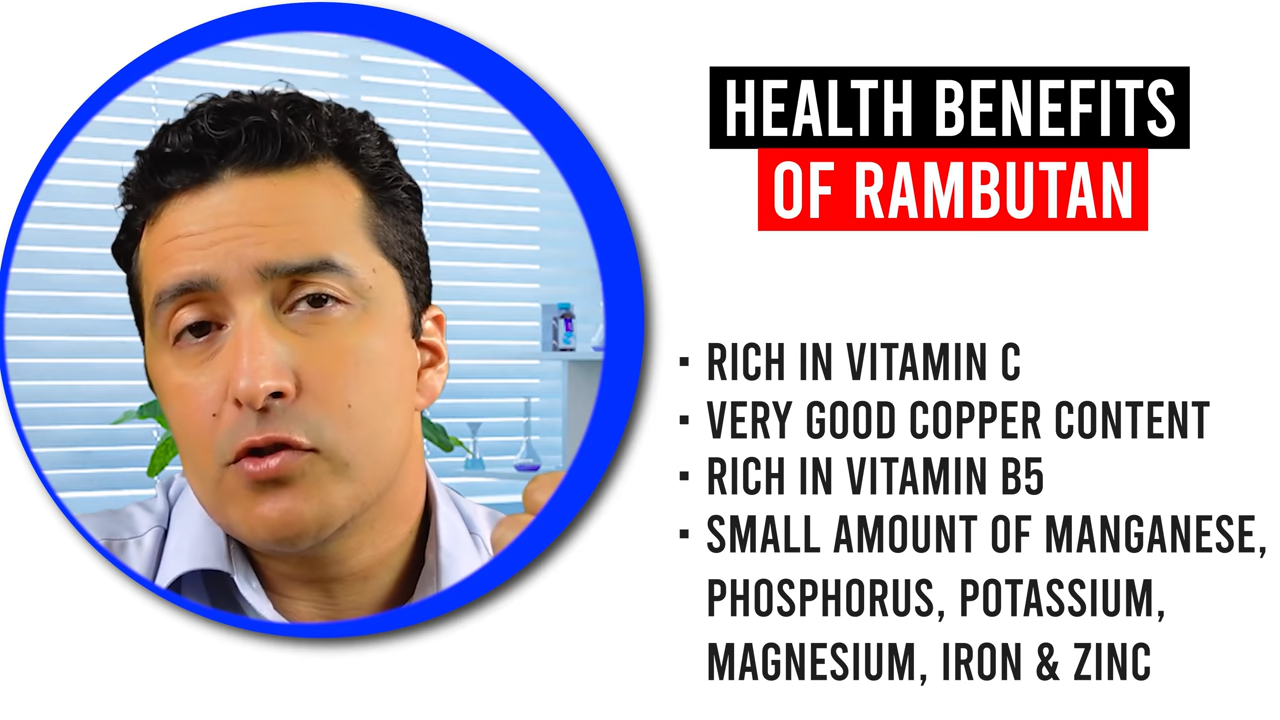 HEALTH BENEFITS
OF RAMBUTAN
▪ RICH IN VITAMIN C
▪ VERY GOOD COPPER CONTENT
▪ RICH IN VITAMIN B5
▪ SMALL AMOUNT OF MANGANESE,
PHOSPHORUS, POTASSIUM,
MAGNESIUM, IRON & ZINC